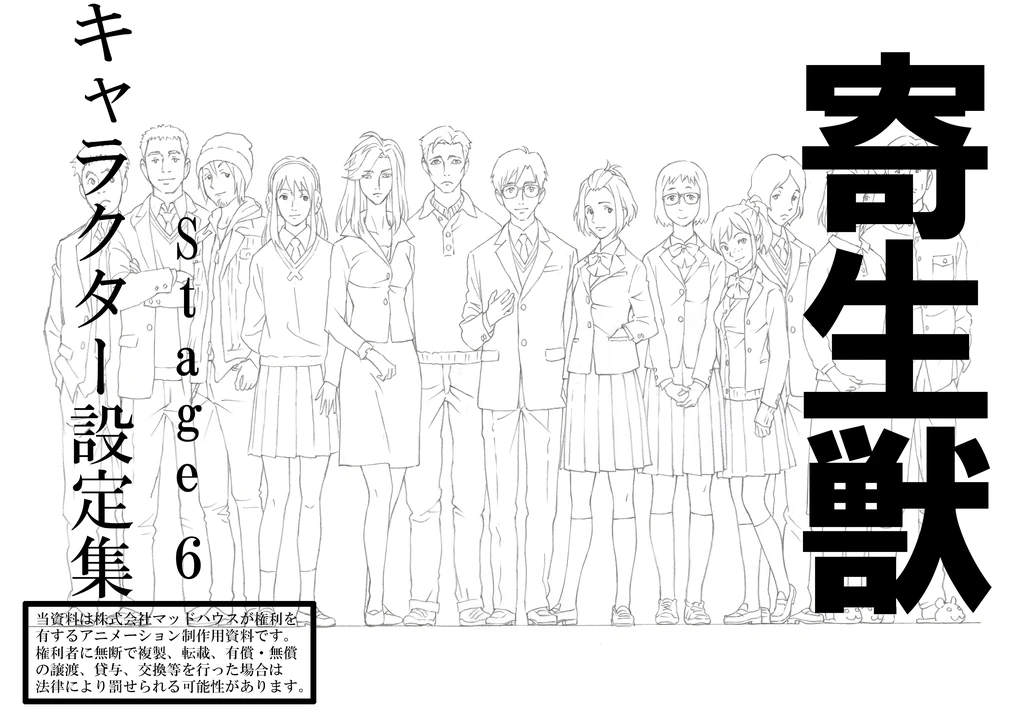 寄生獣
Stage6
キャラクター設定集
当資料は株式会社マッドハウスが権利を
有するアニメーション制作用資料です。
権利者に無断で複製、転載、有償・無償
の譲渡、貸与、交換等を行った場合は
法律により罰せられる可能性があります。